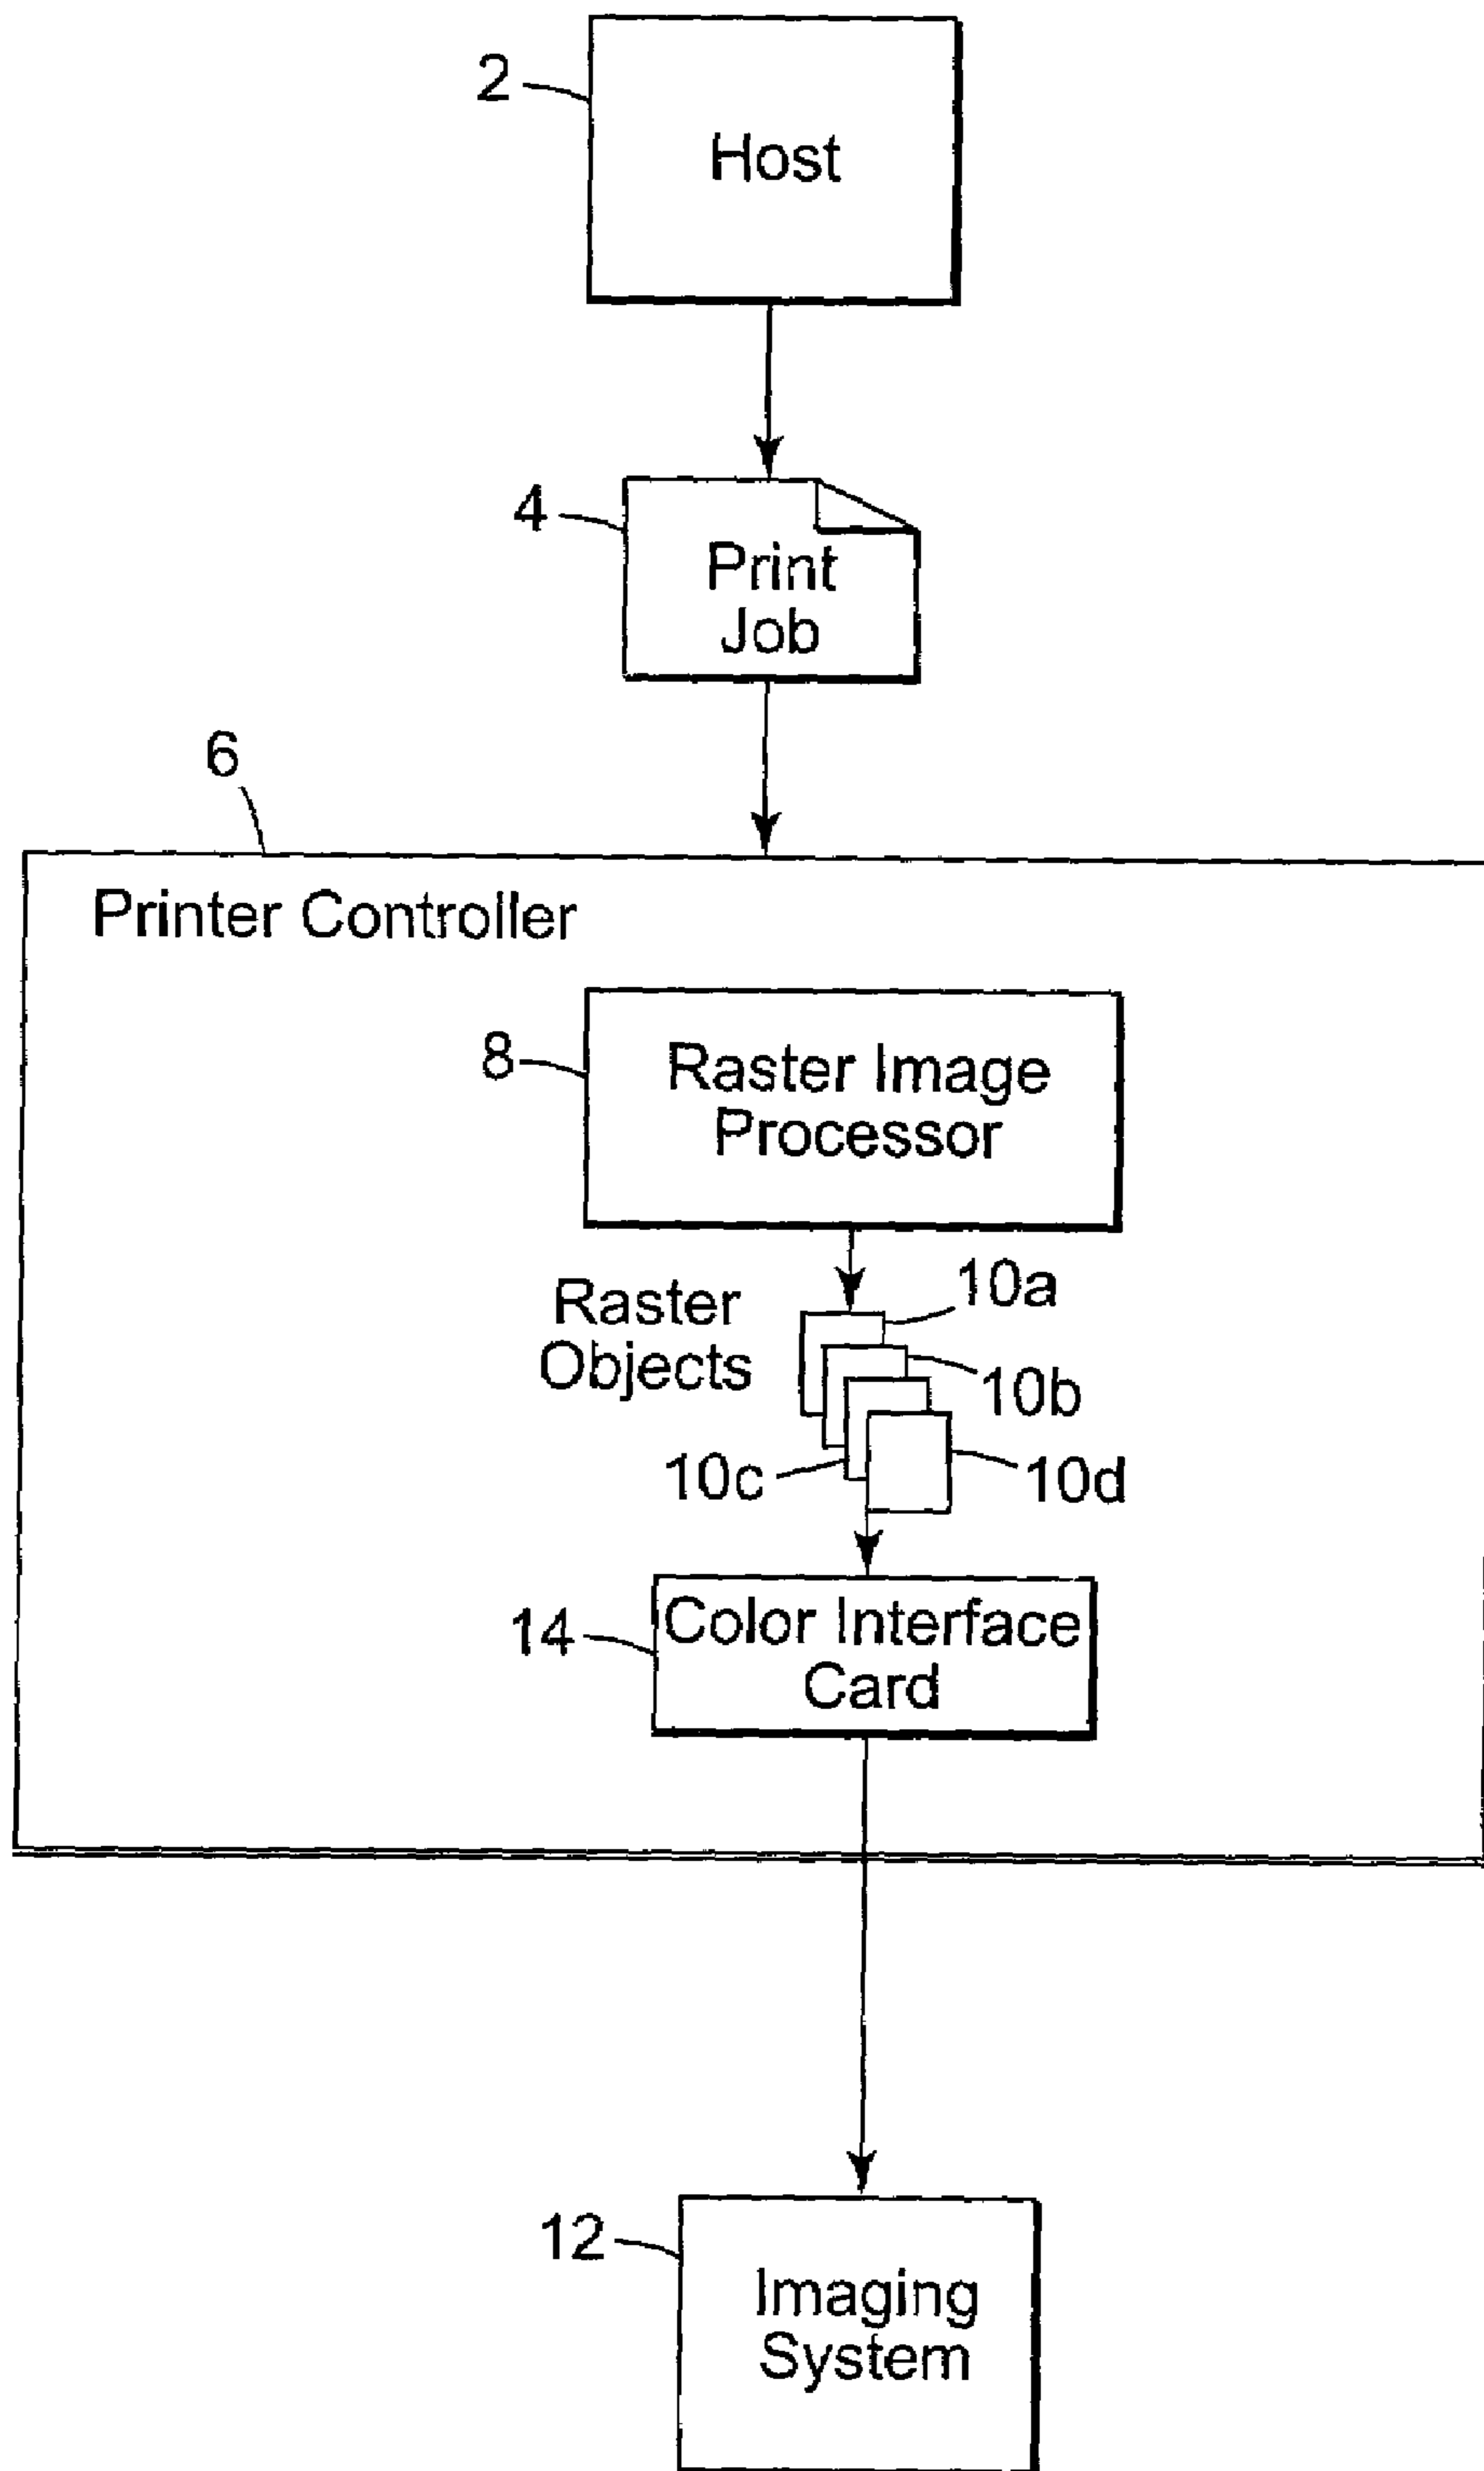 2
Host
4
Print
Job
6
Printer Controller
8
Raster Image
Processor
10a
Raster
Objects
10b
10c
10d
14
Color Interface
Card
12
Imaging
System